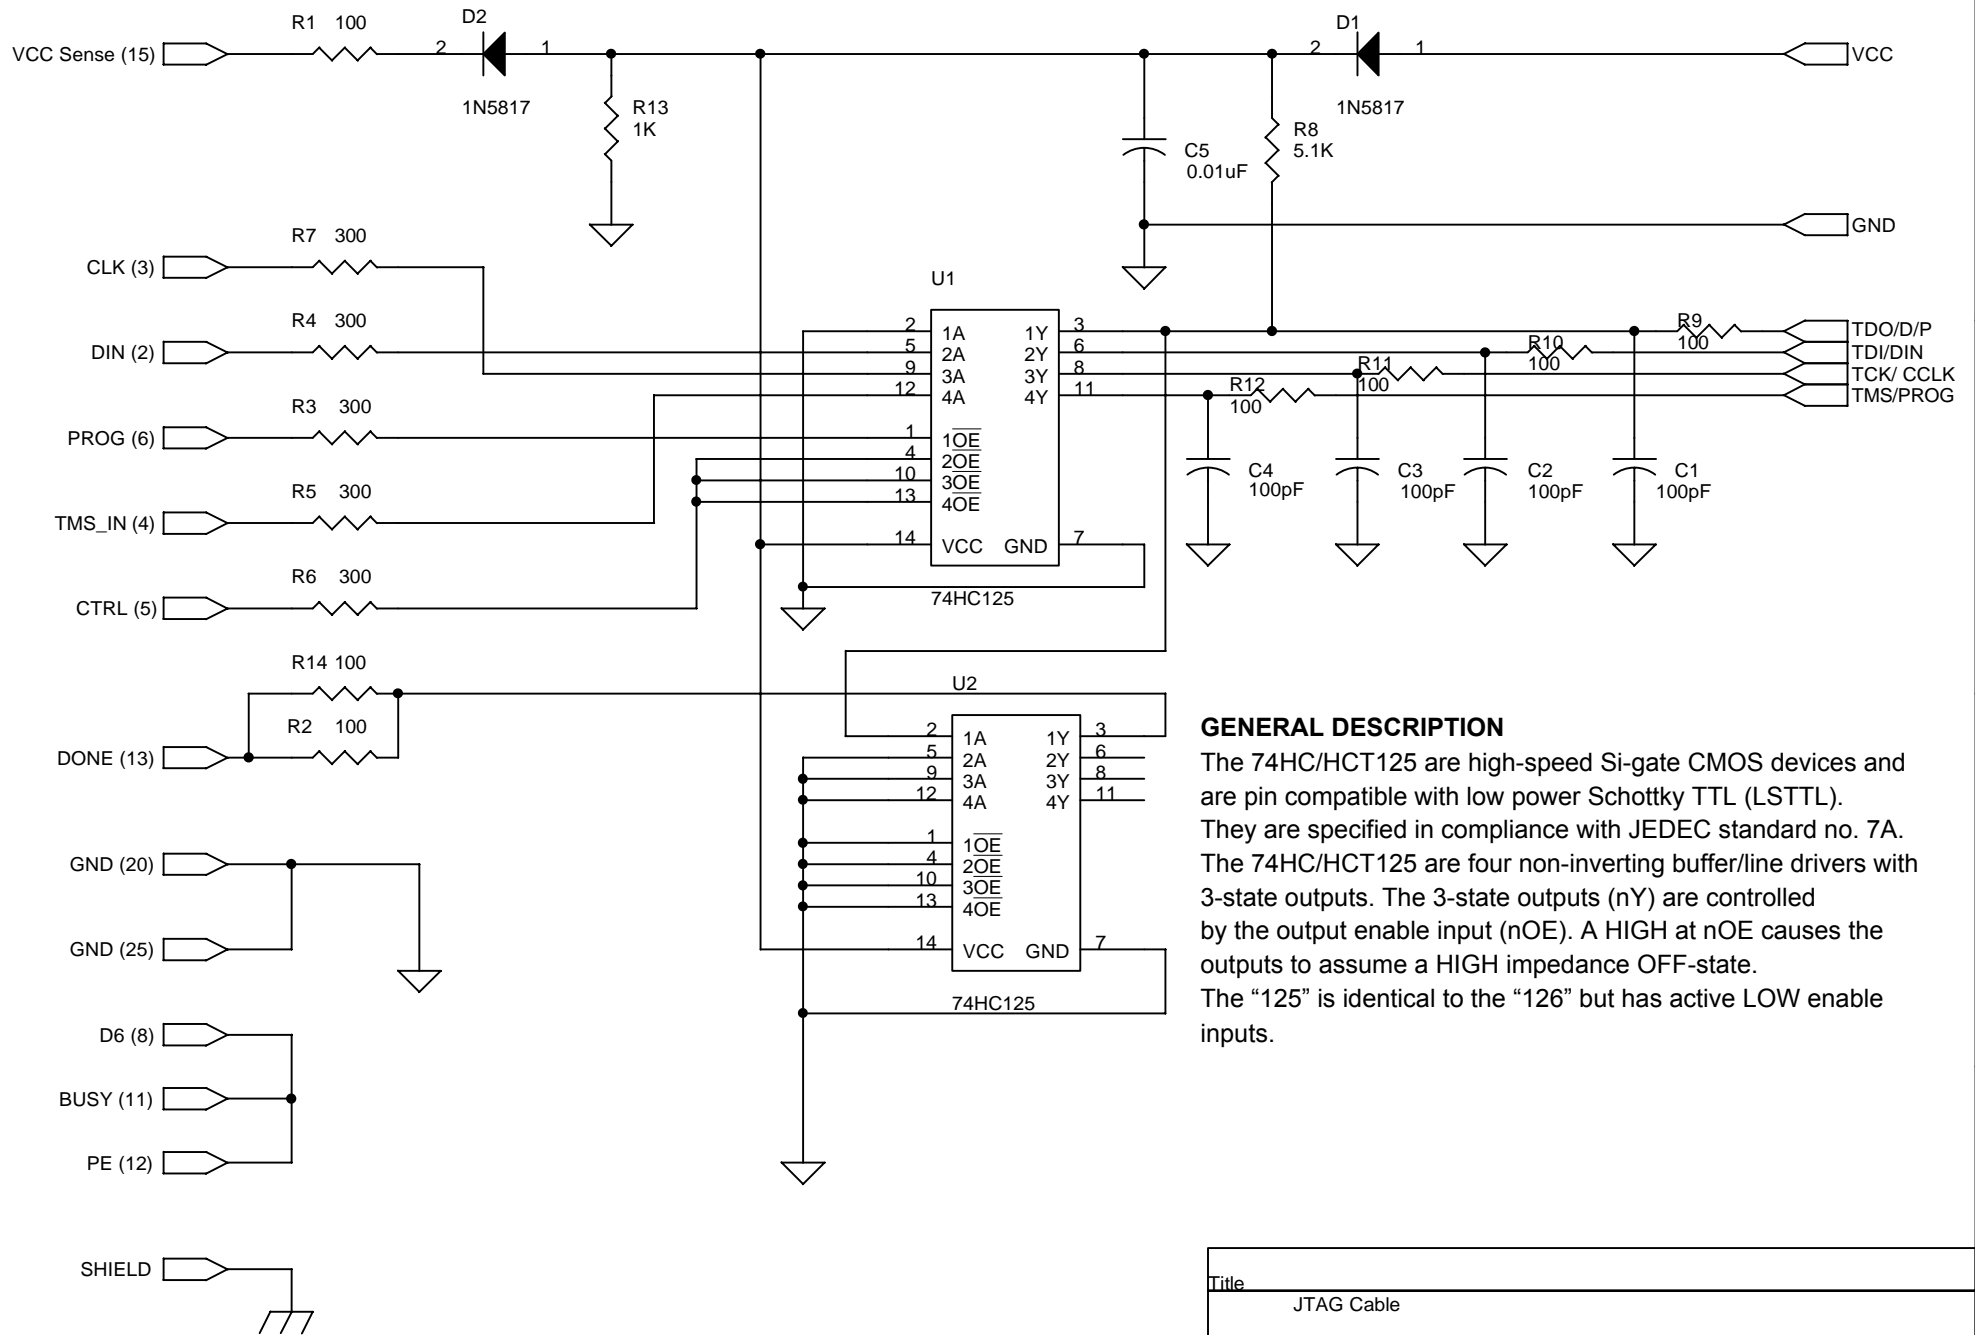 R1 100
D2
D1
VCC Sense (15)
2
1
2
1
VCC
1N5817
R13
1K
1N5817
R8
5.1K
C5
0.01uF
GND
R7 300
CLK (3)
U1
R4 300
DIN (2)
2 1A 1Y 3
5 2A 2Y 6
9 3A 3Y 8
12 4A 4Y 11
R9
100
TDO/D/P
R10
100
TDI/DIN
R11
100
TCK/ CCLK
R12
100
TMS/PROG
R3 300
PROG (6)
1 1OE
4 2OE
10 3OE
13 4OE
C4
100pF
C3
100pF
C2
100pF
C1
100pF
R5 300
TMS_IN (4)
14 VCC GND 7
R6 300
CTRL (5)
74HC125
R14 100
R2 100
DONE (13)
U2
2 1A 1Y 3
5 2A 2Y 6
9 3A 3Y 8
12 4A 4Y 11
1 1OE
4 2OE
10 3OE
13 4OE
14 VCC GND 7
74HC125
GENERAL DESCRIPTION
The 74HC/HCT125 are high-speed Si-gate CMOS devices and
are pin compatible with low power Schottky TTL (LSTTL).
They are specified in compliance with JEDEC standard no. 7A.
The 74HC/HCT125 are four non-inverting buffer/line drivers with
3-state outputs. The 3-state outputs (nY) are controlled
by the output enable input (nOE). A HIGH at nOE causes the
outputs to assume a HIGH impedance OFF-state.
The “125” is identical to the “126” but has active LOW enable
inputs.
GND (20)
GND (25)
D6 (8)
BUSY (11)
PE (12)
SHIELD
Title
JTAG Cable